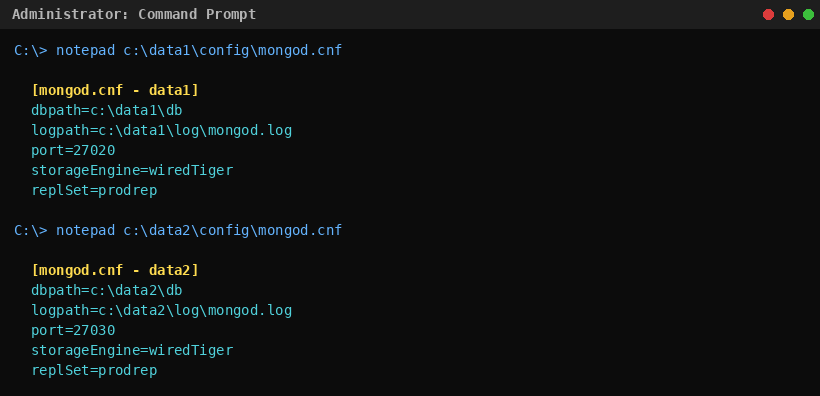 Administrator: Command Prompt
C:\> notepad c:\data1\config\mongod.cnf
[mongod.cnf - data1]
dbpath=c:\data1\db
logpath=c:\data1\log\mongod.log
port=27020
storageEngine=wiredTiger
replSet=prodrep
C:\> notepad c:\data2\config\mongod.cnf
[mongod.cnf - data2]
dbpath=c:\data2\db
logpath=c:\data2\log\mongod.log
port=27030
storageEngine=wiredTiger
replSet=prodrep